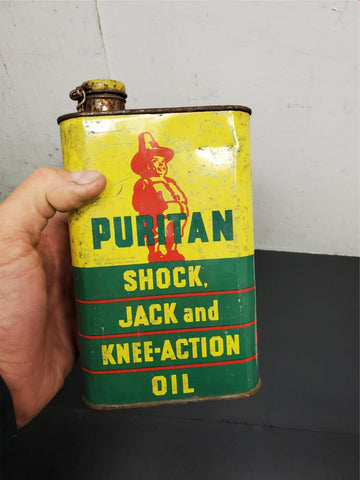 PURITAN
SHOCK,
JACK and
KNEE-ACTION
OIL